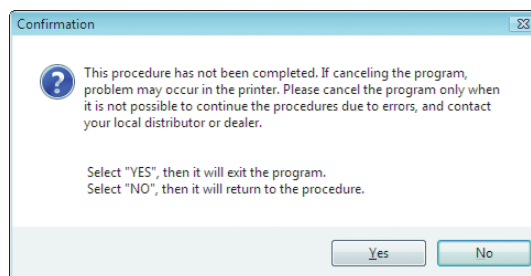 Confirmation
This procedure has not been completed. If canceling the program,
problem may occur in the printer. Please cancel the program only when
it is not possible to continue the procedures due to errors, and contact
your local distributor or dealer.
Select "YES", then it will exit the program.
Select "NO", then it will return to the procedure.
Yes
No